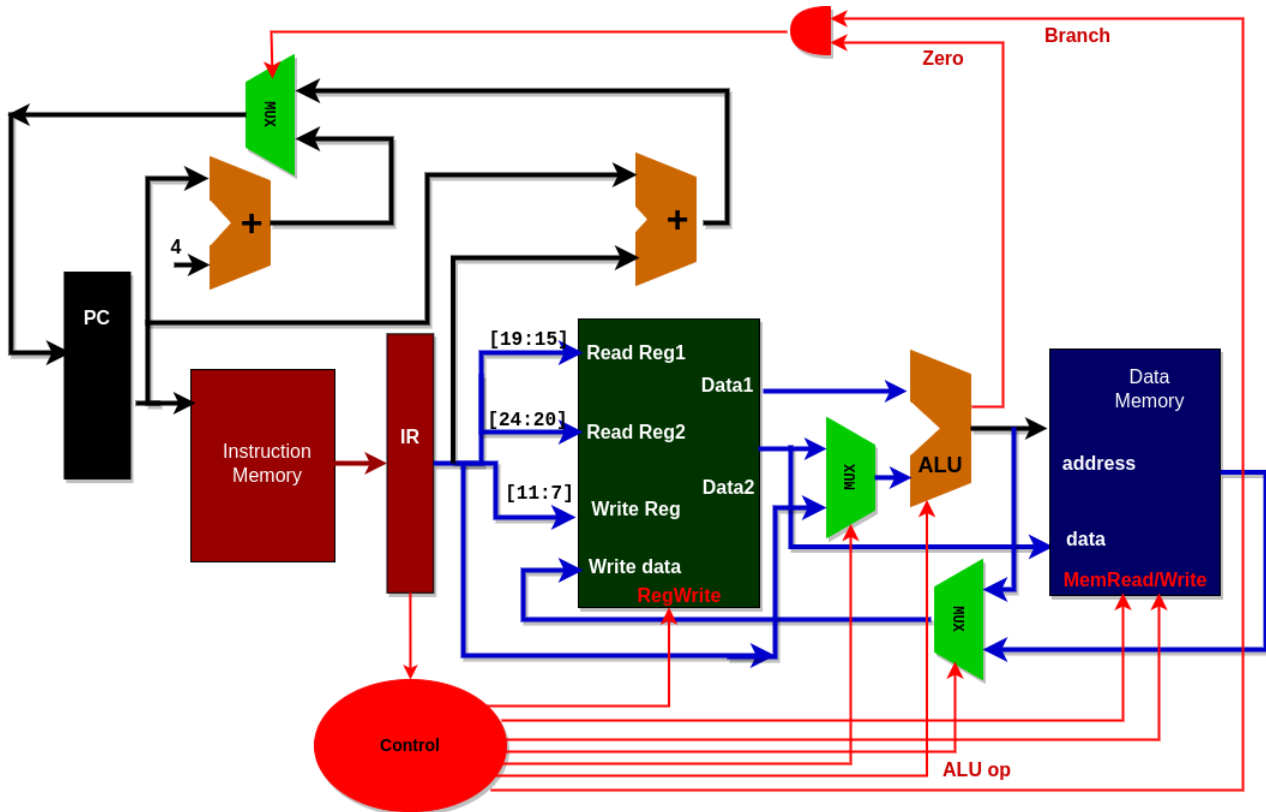 Branch
Zero
MUX
+
+
4
PC
[19:15]
Read Reg1
Data
Memory
Data1
[24:20]
Read Reg2
IR
Instruction
Memory
ALU
address
MUX
Data2
[11:7]
Write Reg
data
Write data
MemRead/Write
RegWrite
MUX
Control
ALU op